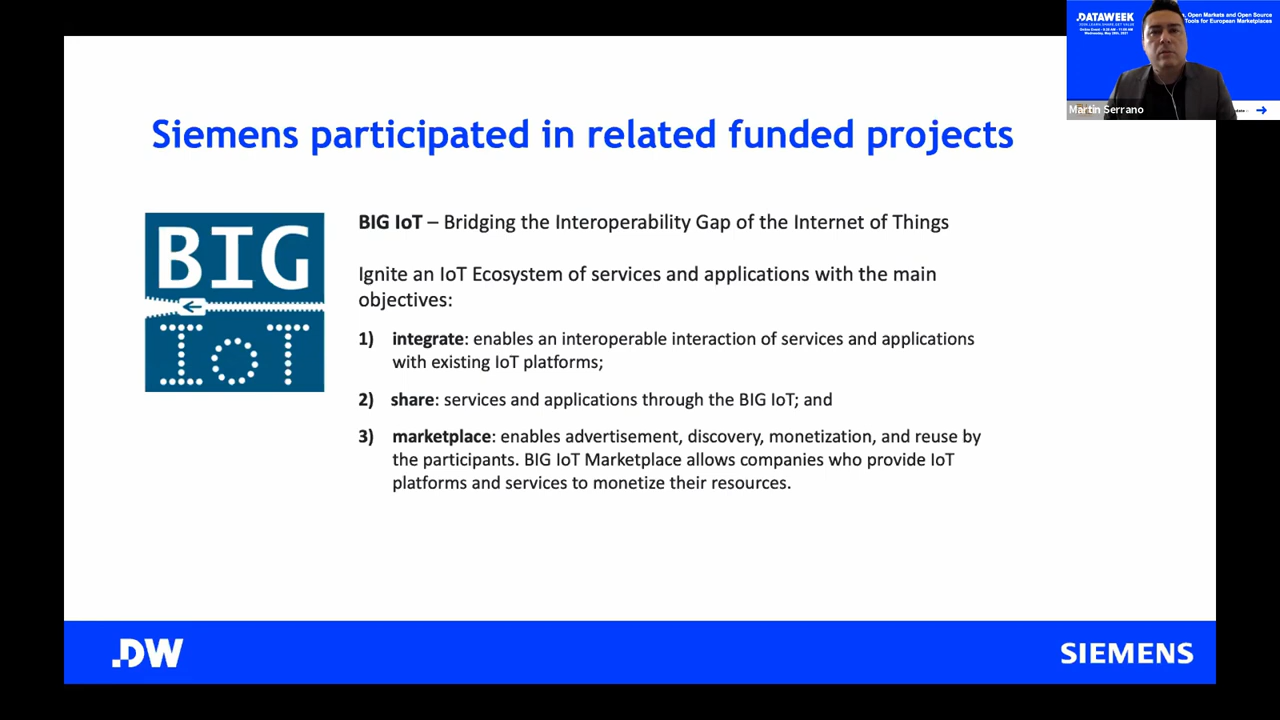 .DATAWEEK
, Open Markets and Open Source
Tools for European Marketplaces
Martin Serrano
Siemens participated in related funded projects
BIG
IoT
BIG IoT – Bridging the Interoperability Gap of the Internet of Things
Ignite an IoT Ecosystem of services and applications with the main
objectives:
1) integrate: enables an interoperable interaction of services and applications
with existing IoT platforms;
2) share: services and applications through the BIG IoT; and
3) marketplace: enables advertisement, discovery, monetization, and reuse by
the participants. BIG IoT Marketplace allows companies who provide IoT
platforms and services to monetize their resources.
.DW
SIEMENS